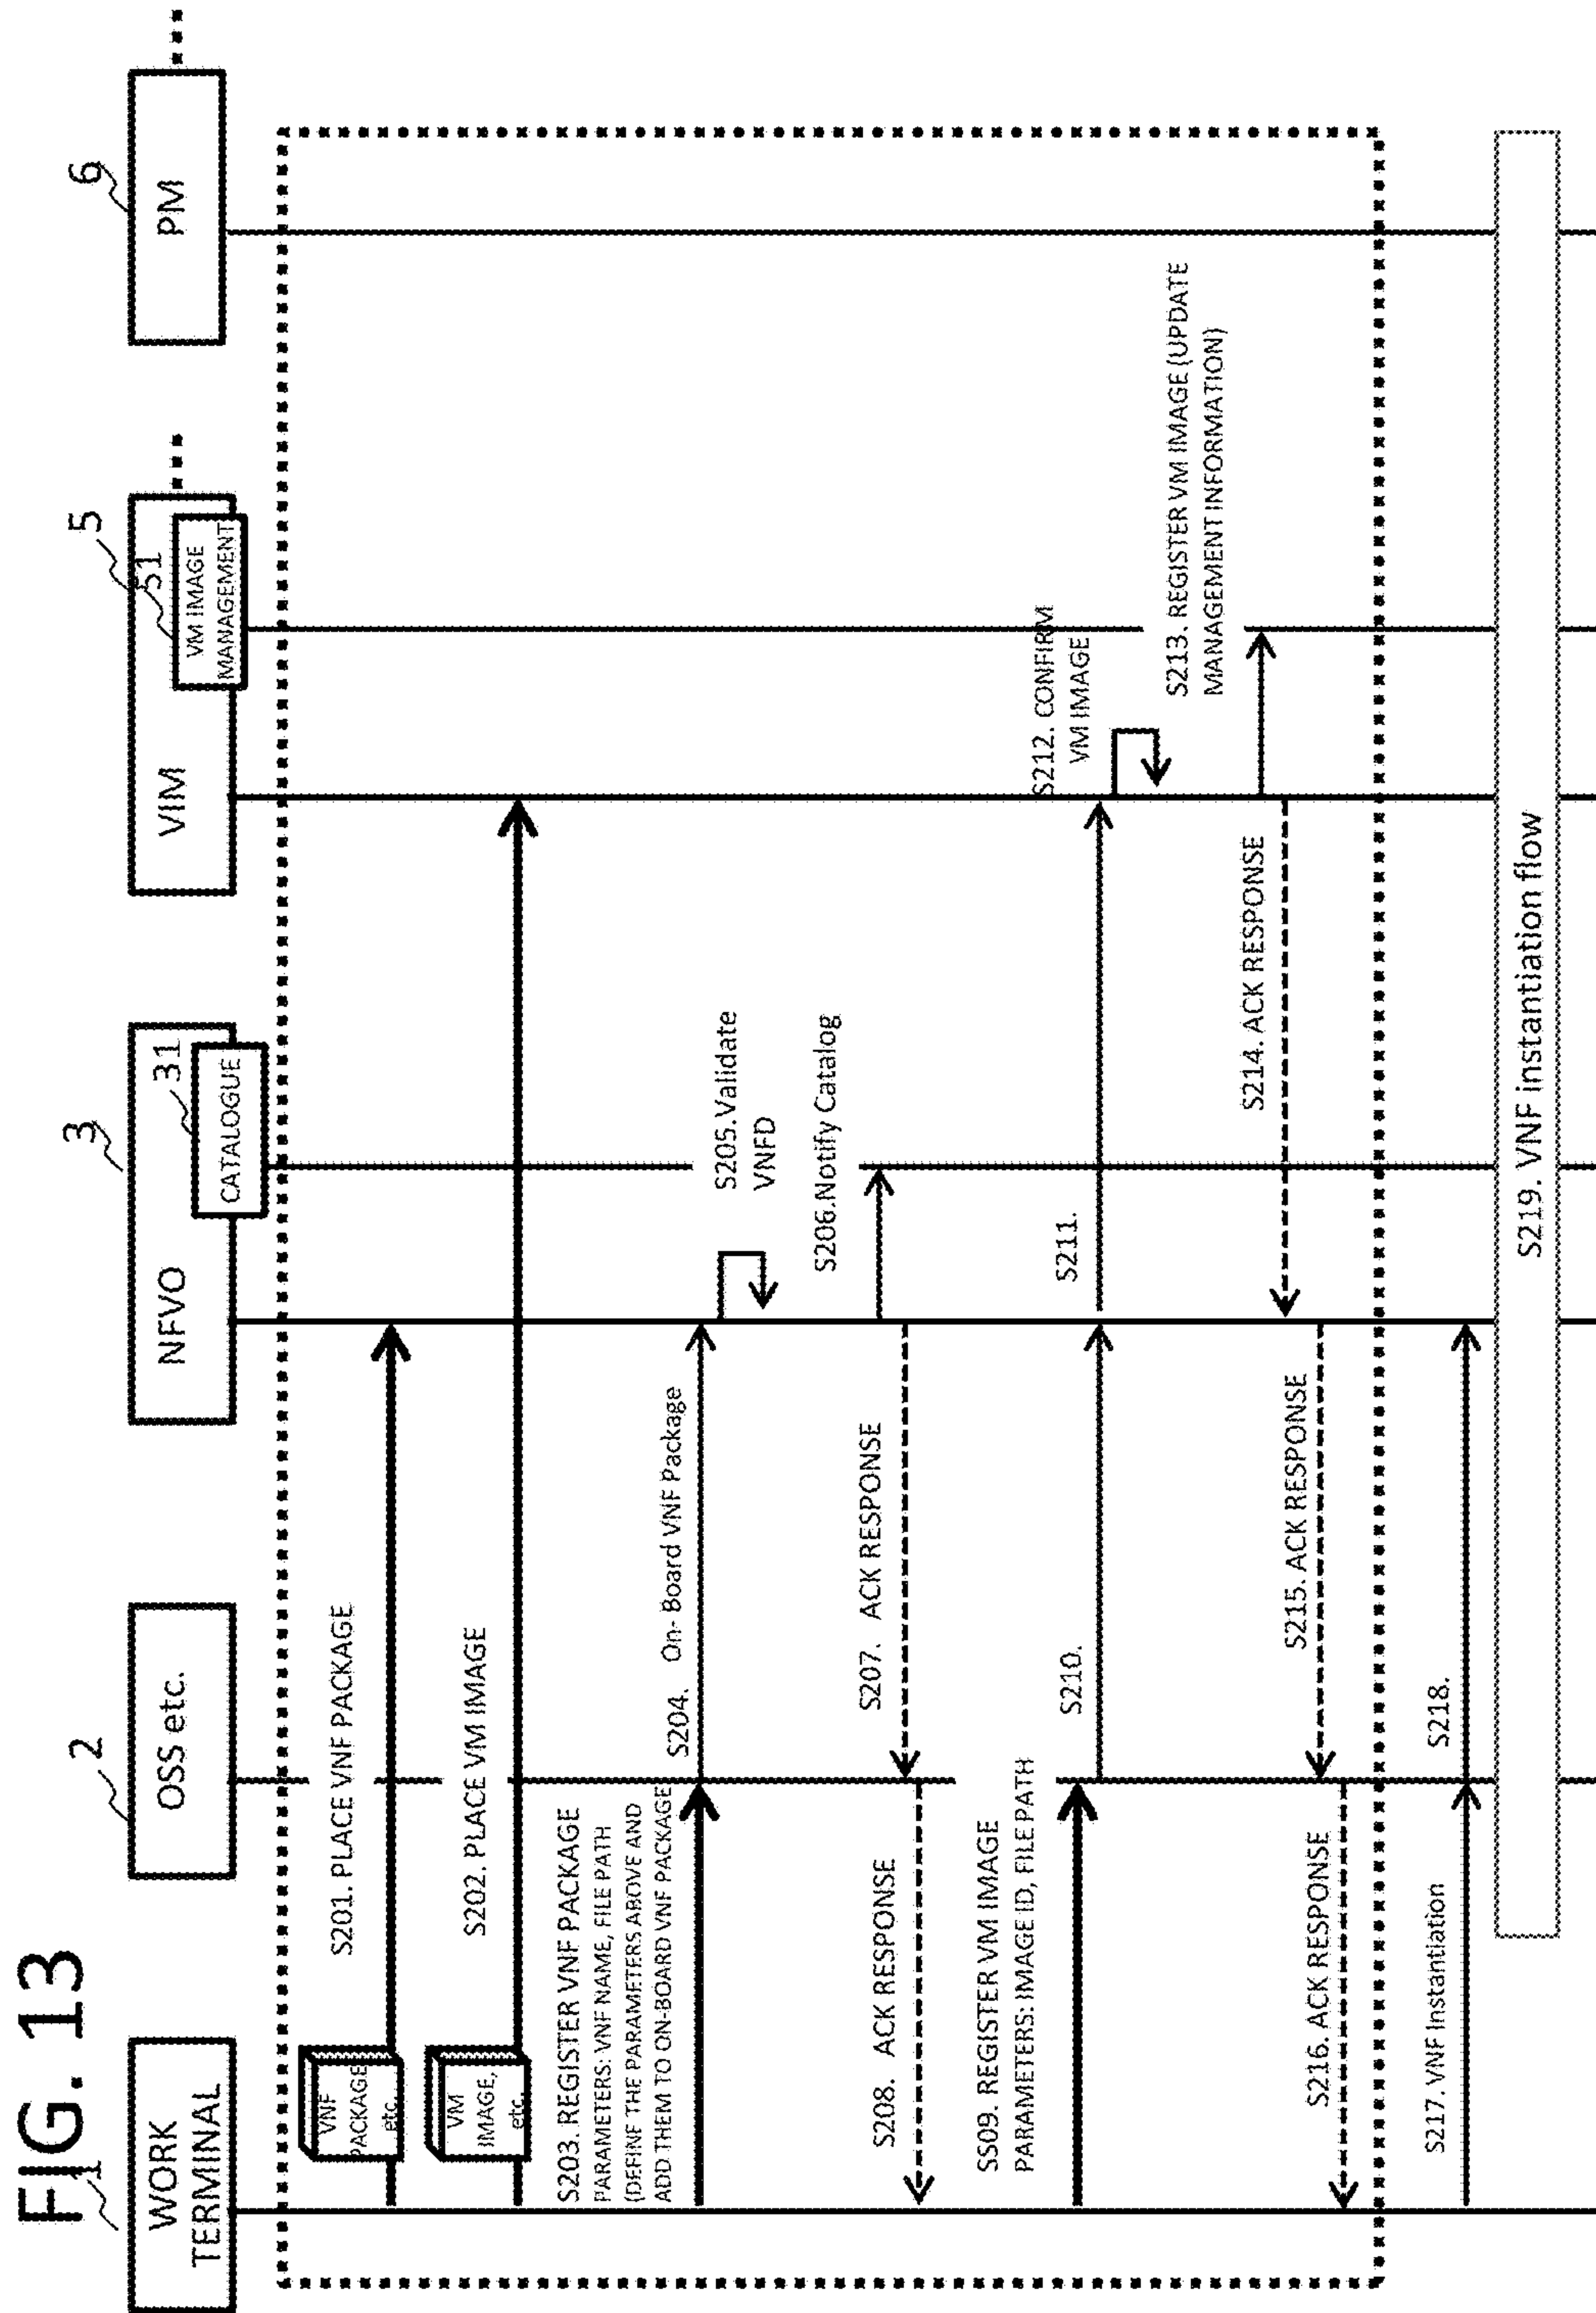 FIG. 13
1
WORK
TERMINAL
2
OSS etc.
3
NFVO
31
CATALOGUE
5
VIM
51
VM IMAGE
MANAGEMENT
6
PM
VNF
PACKAGE
etc.
S201. PLACE VNF PACKAGE
VM
IMAGE,
etc.
S202. PLACE VM IMAGE
S203. REGISTER VNF PACKAGE
PARAMETERS: VNF NAME, FILE PATH
(DEFINE THE PARAMETERS ABOVE AND
ADD THEM TO ON-BOARD VNF PACKAGE
S204. On- Board VNF Package
S205.Validate
VNFD
S206.Notify Catalog
S207. ACK RESPONSE
S208. ACK RESPONSE
SS09. REGISTER VM IMAGE
PARAMETERS: IMAGE ID, FILE PATH
S210.
S211.
S212. CONFIRM
VM IMAGE
S213. REGISTER VM IMAGE (UPDATE
MANAGEMENT INFORMATION)
S214. ACK RESPONSE
S215. ACK RESPONSE
S216. ACK RESPONSE
S217. VNF Instantiation
S218.
S219. VNF instantiation flow